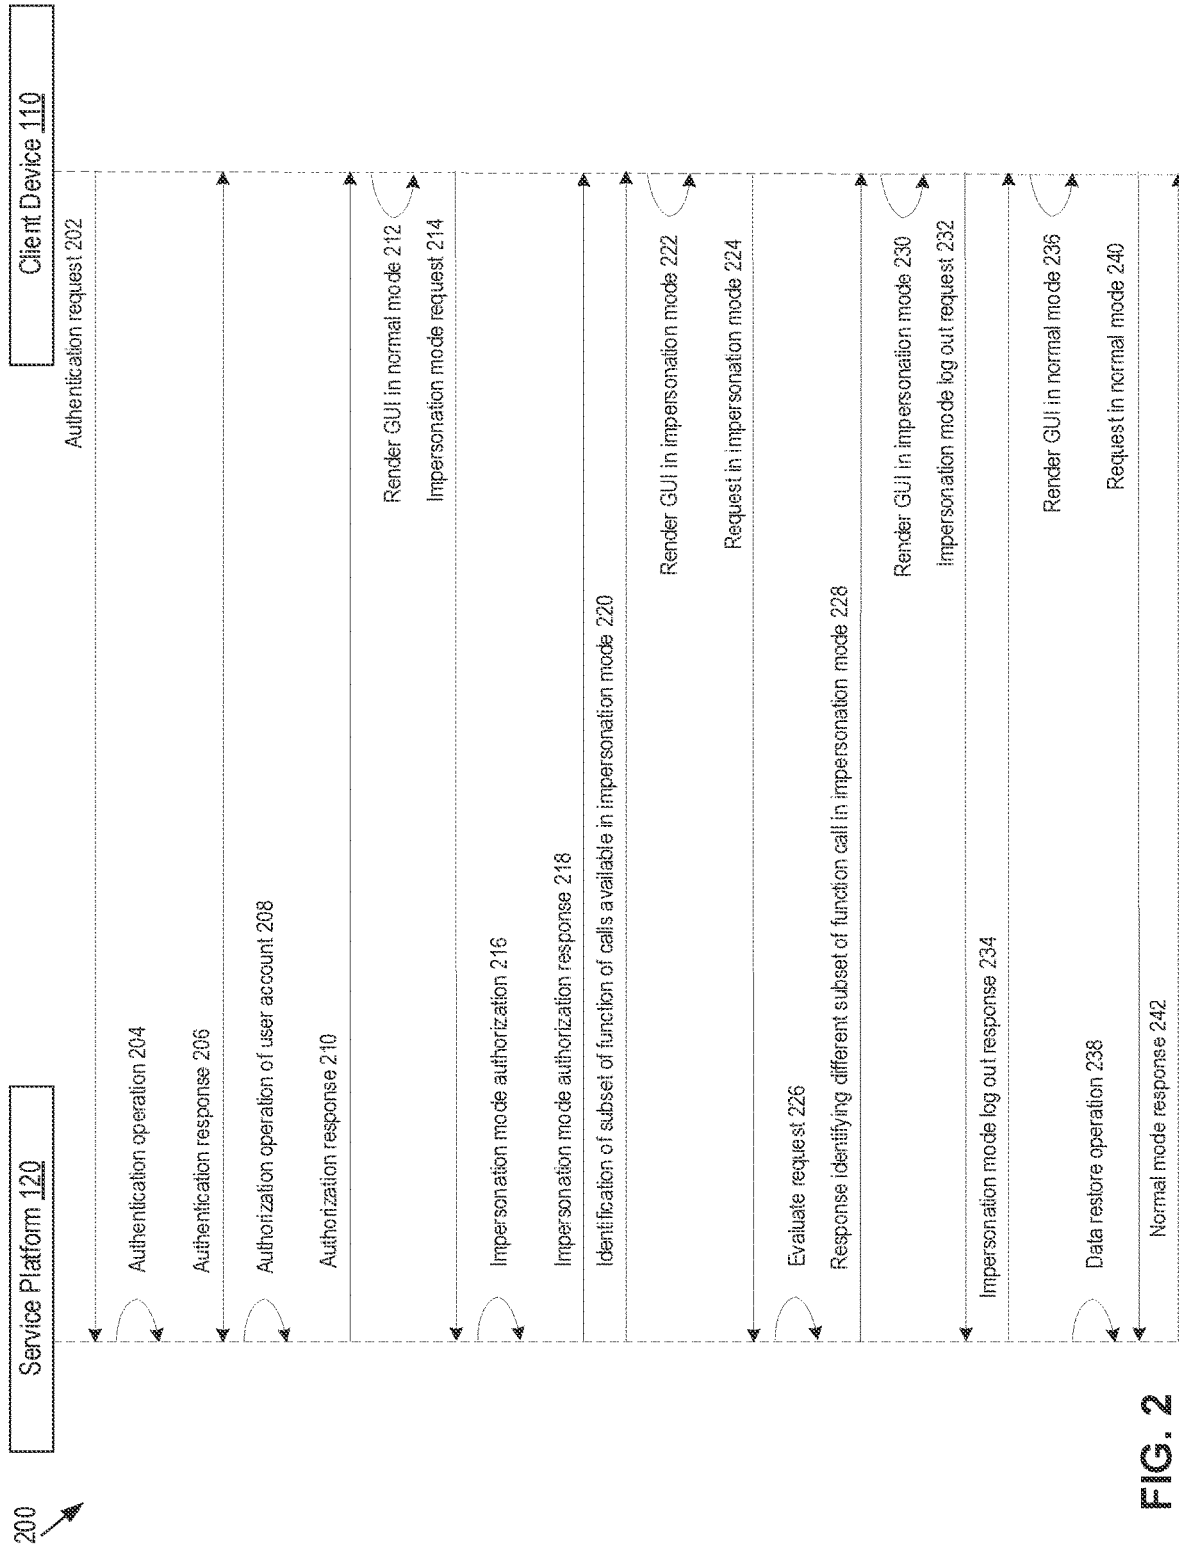 200
Service Platform 120
Client Device 110
Authentication request 202
Authentication operation 204
Authentication response 206
Authorization operation of user account 208
Authorization response 210
Render GUI in normal mode 212
Impersonation mode request 214
Impersonation mode authorization 216
Impersonation mode authorization response 218
Identification of subset of function of calls available in impersonation mode 220
Render GUI in impersonation mode 222
Request in impersonation mode 224
Evaluate request 226
Response identifying different subset of function call in impersonation mode 228
Render GUI in impersonation mode 230
Impersonation mode log out request 232
Impersonation mode log out response 234
Render GUI in normal mode 236
Data restore operation 238
Request in normal mode 240
Normal mode response 242
FIG. 2